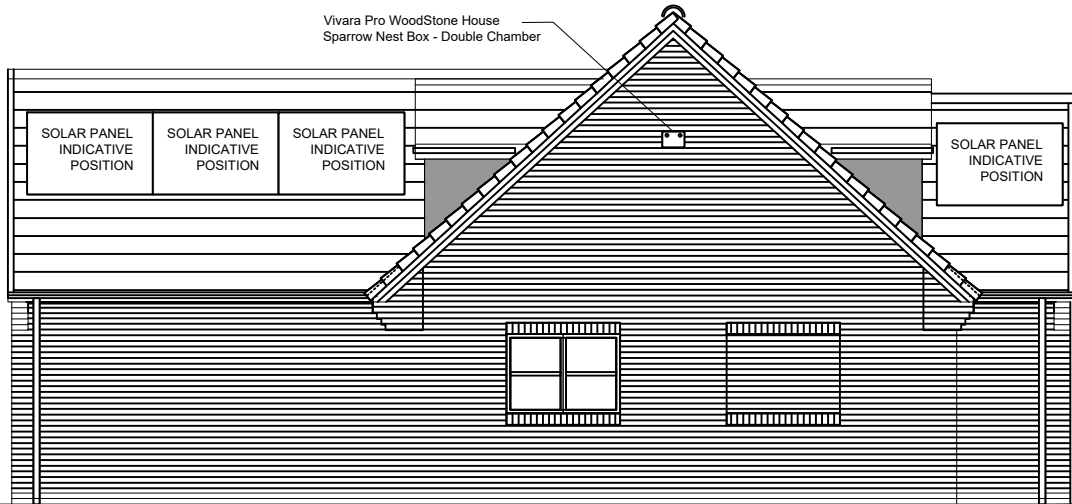 Vivara Pro WoodStone House
Sparrow Nest Box - Double Chamber
SOLAR PANEL
INDICATIVE
POSITION
SOLAR PANEL
INDICATIVE
POSITION
SOLAR PANEL
INDICATIVE
POSITION
SOLAR PANEL
INDICATIVE
POSITION